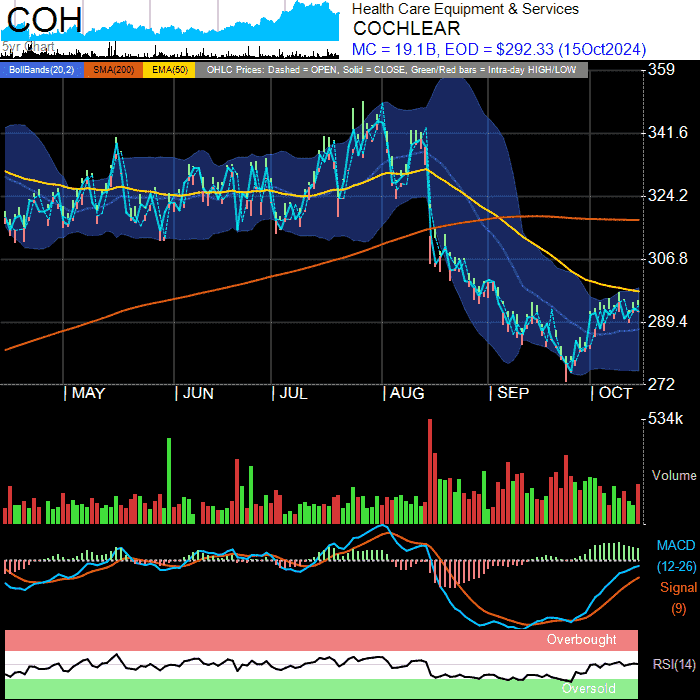 COH
5yr Chart
Health Care Equipment & Services
COCHLEAR
MC = 19.1B, EOD = $292.33 (15Oct2024)
BollBands(20,2) SMA(200) EMA(50) OHLC Prices: Dashed = OPEN, Solid = CLOSE, Green/Red bars = Intra-day HIGH/LOW
359
341.6
324.2
306.8
289.4
272
| MAY | JUN | JUL | AUG | SEP | OCT
534k
Volume
MACD
(12-26)
Signal
(9)
Overbought
RSI(14)
Oversold